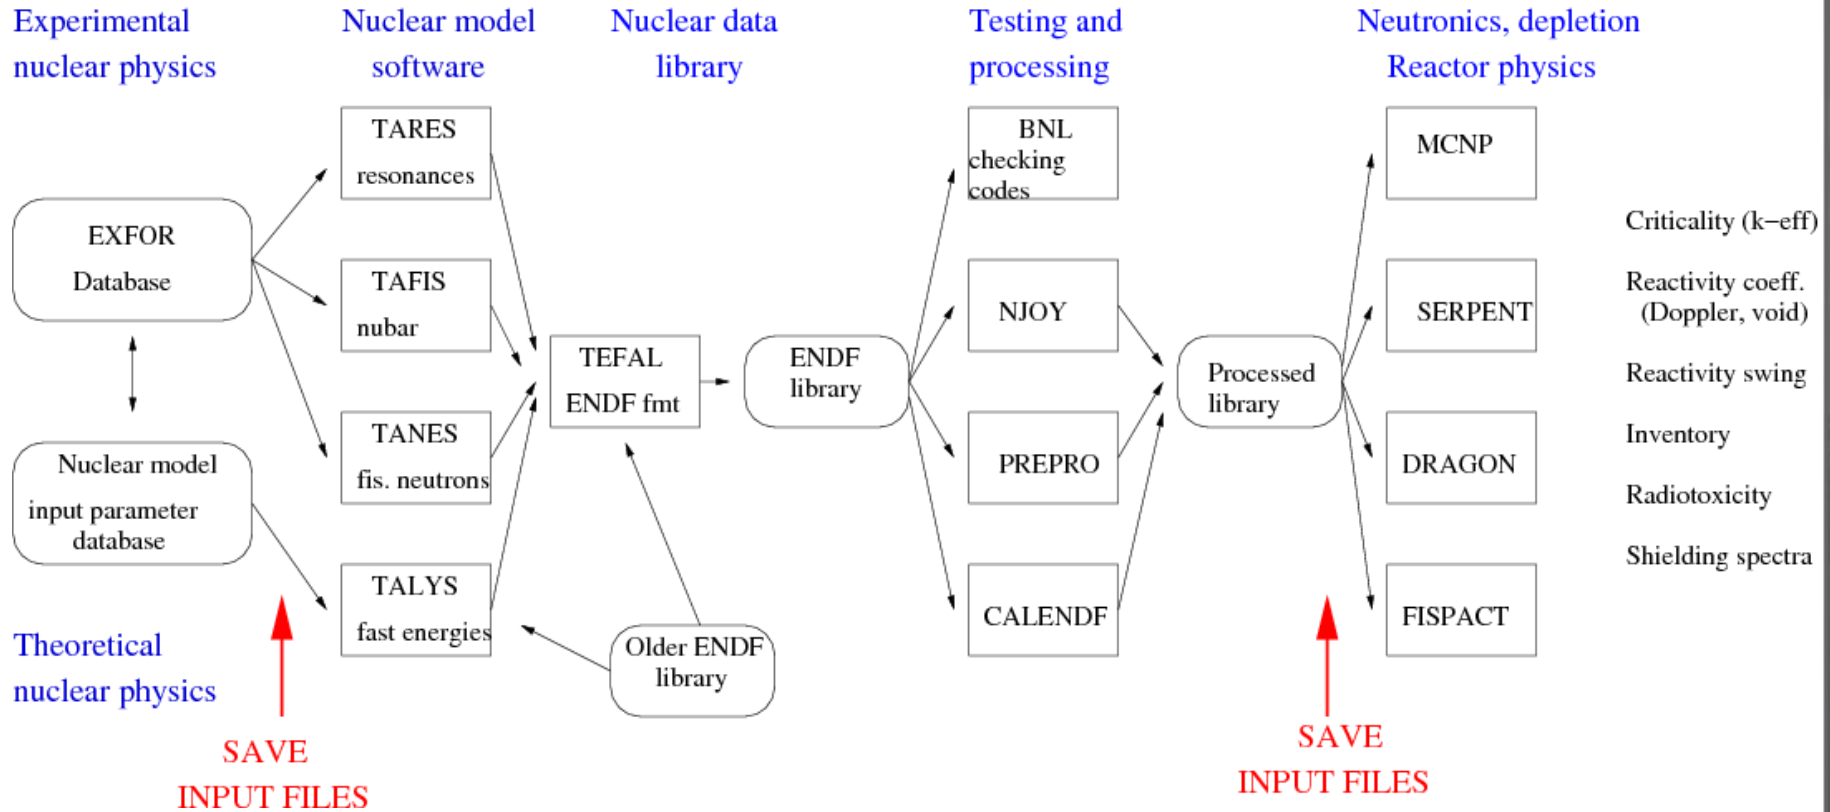 Experimental
nuclear physics
Nuclear model
software
Nuclear data
library
Testing and
processing
Neutronics, depletion
Reactor physics
EXFOR
Database
Nuclear model
input parameter
database
Theoretical
nuclear physics
SAVE
INPUT FILES
TARES
resonances
TAFIS
nubar
TANES
fis. neutrons
TALYS
fast energies
TEFAL
ENDF fmt
Older ENDF
library
ENDF
library
BNL
checking
codes
NJOY
PREPRO
CALENDF
Processed
library
SAVE
INPUT FILES
MCNP
SERPENT
DRAGON
FISPACT
Criticality (k−eff)
Reactivity coeff.
(Doppler, void)
Reactivity swing
Inventory
Radiotoxicity
Shielding spectra